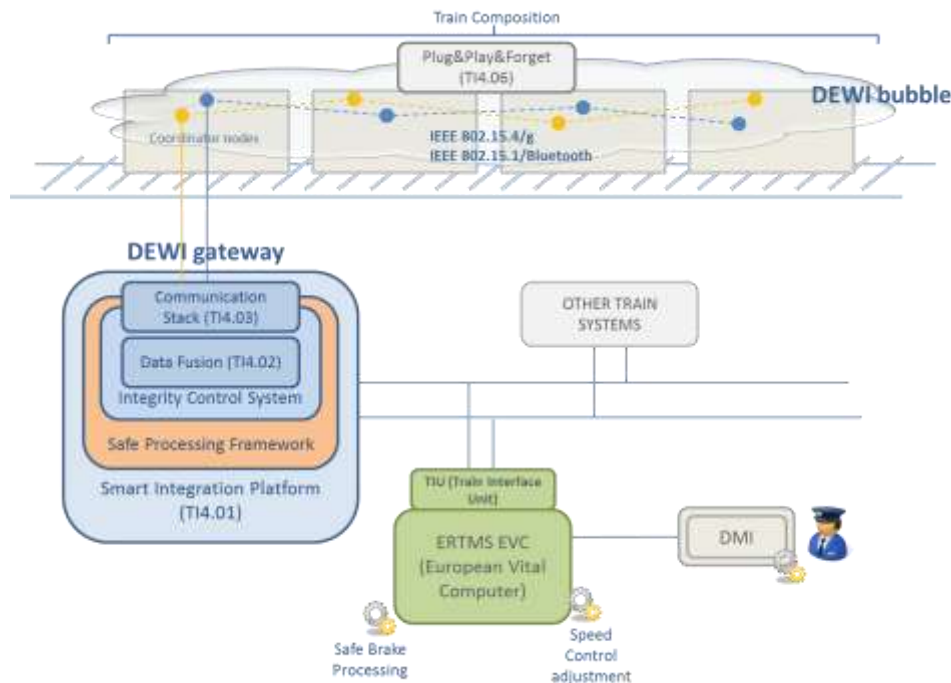 Train Composition
Plug&Play&Forget
(TI4.06)
DEWI bubble
Coordinator nodes
IEEE 802.15.4/g
IEEE 802.15.1/Bluetooth
DEWI gateway
Communication
Stack (TI4.03)
Data Fusion (TI4.02)
Integrity Control System
Safe Processing Framework
Smart Integration Platform
(TI4.01)
OTHER TRAIN
SYSTEMS
TIU (Train Interface
Unit)
ERTMS EVC
(European Vital
Computer)
DMI
Safe Brake
Processing
Speed
Control
adjustment